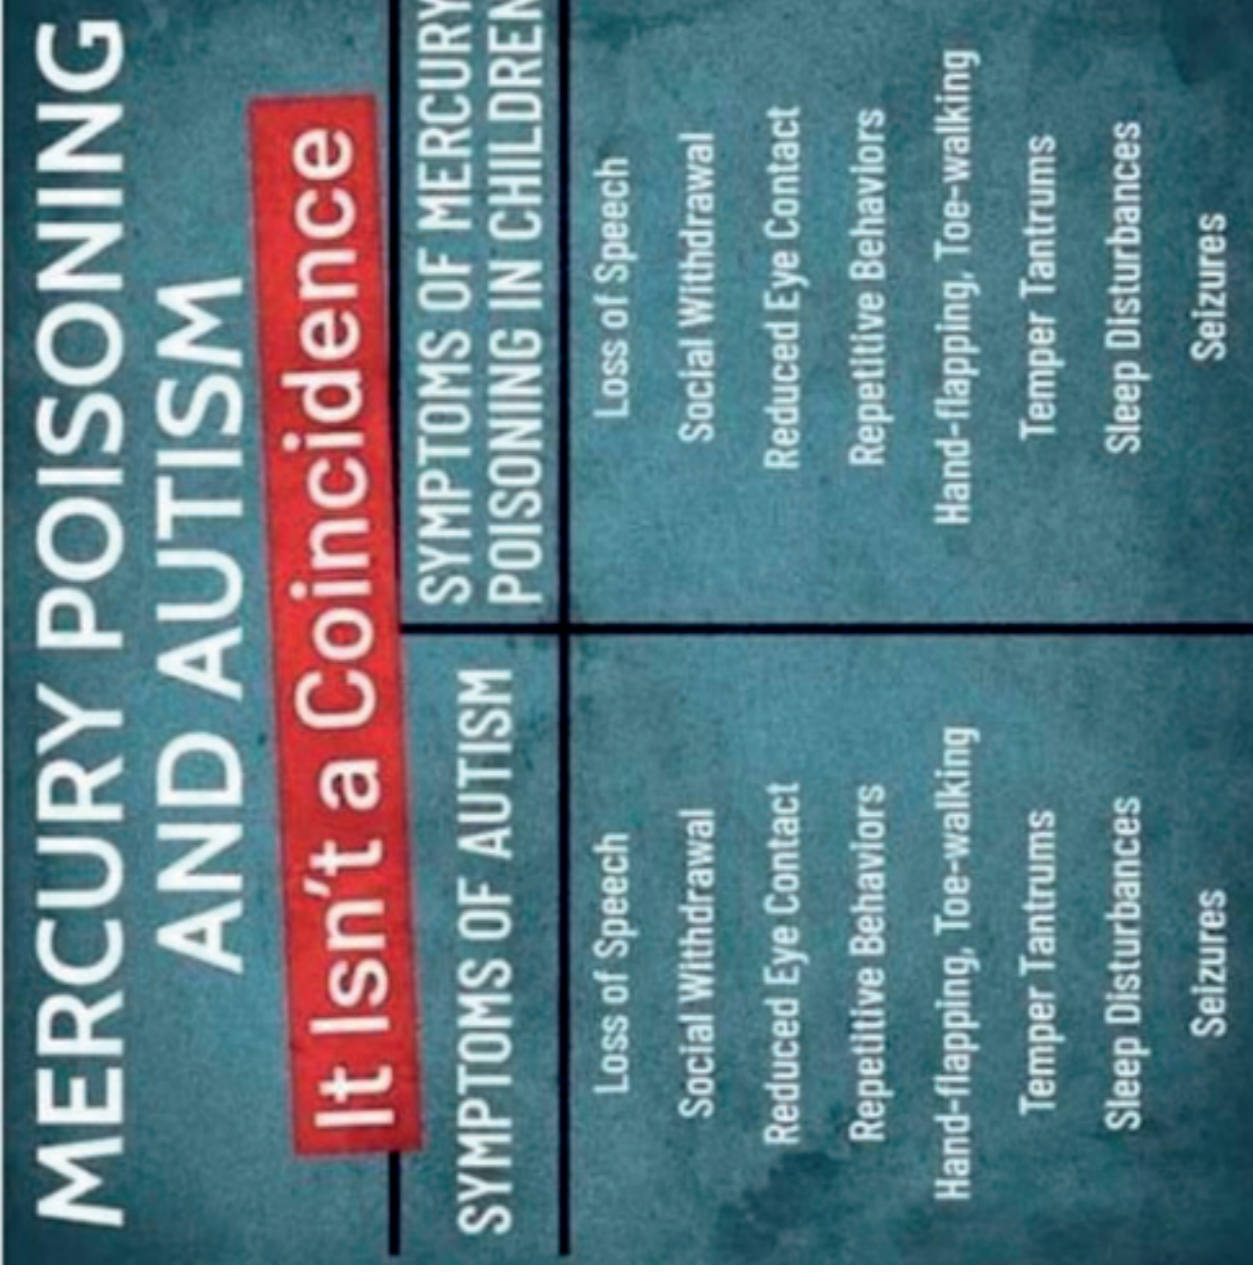 MERCURY POISONING
AND AUTISM
It Isn't a Coincidence
SYMPTOMS OF AUTISM
Loss of Speech
Social Withdrawal
Reduced Eye Contact
Repetitive Behaviors
Hand-flapping, Toe-walking
Temper Tantrums
Sleep Disturbances
Seizures
SYMPTOMS OF MERCURY
POISONING IN CHILDREN
Loss of Speech
Social Withdrawal
Reduced Eye Contact
Repetitive Behaviors
Hand-flapping, Toe-walking
Temper Tantrums
Sleep DIsturbances
Seizures